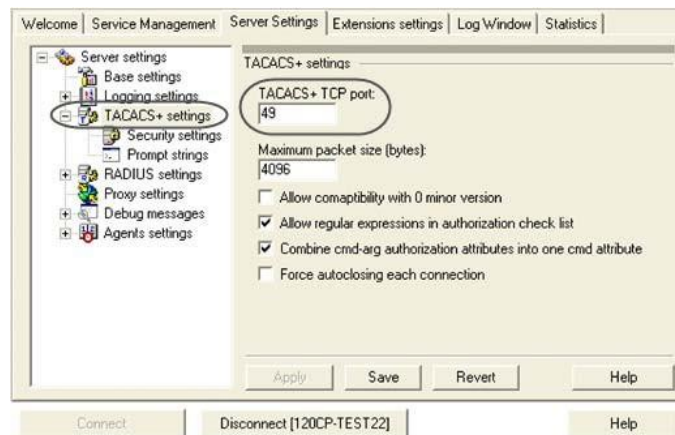 Welcome Service Management Server Settings Extensions settings Log Window Statistics
Server settings
Base settings
Logging settings
TACACS+ settings
Security settings
Prompt strings
RADIUS settings
Proxy settings
Debug messages
Agents settings
TACACS+ settings
TACACS+ TCP port:
49
Maximum packet size (bytes):
4096
Allow comaptibility with 0 minor version
Allow regular expressions in authorization check list
Combine cmd-arg authorization attributes into one cmd attribute
Force autoclosing each connection
Apply Save Revert Help
Connect Disconnect [120CP-TEST22] Help